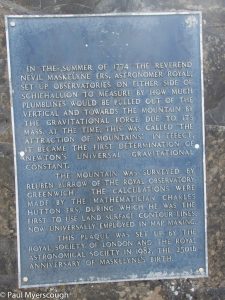 IN THE SUMMER OF 1774 THE REVEREND
NEVIL MASKELYNE FRS, ASTRONOMER ROYAL,
SET UP OBSERVATORIES ON EITHER SIDE OF
SCHIEHALLION TO MEASURE BY HOW MUCH
PLUMBLINES WOULD BE PULLED OUT OF THE
VERTICAL AND TOWARDS THE MOUNTAIN BY
THE GRAVITATIONAL FORCE DUE TO ITS
MASS. AT THE TIME, THIS WAS CALLED THE
ATTRACTION OF MOUNTAINS. IN EFFECT,
IT BECAME THE FIRST DETERMINATION OF
NEWTON'S UNIVERSAL GRAVITATIONAL
CONSTANT.
THE MOUNTAIN WAS SURVEYED BY
REUBEN BURROW OF THE ROYAL OBSERVATORY
GREENWICH. THE CALCULATIONS WERE
MADE BY THE MATHEMATICIAN CHARLES
HUTTON FRS, DURING WHICH HE WAS THE
FIRST TO USE LAND SURFACE CONTOUR LINES,
NOW UNIVERSALLY EMPLOYED IN MAP MAKING.
THIS PLAQUE WAS SET UP BY THE
ROYAL SOCIETY OF LONDON AND THE ROYAL
ASTRONOMICAL SOCIETY IN 1982, THE 250th
ANNIVERSARY OF MASKELYNE'S BIRTH.
© Paul Myerscough